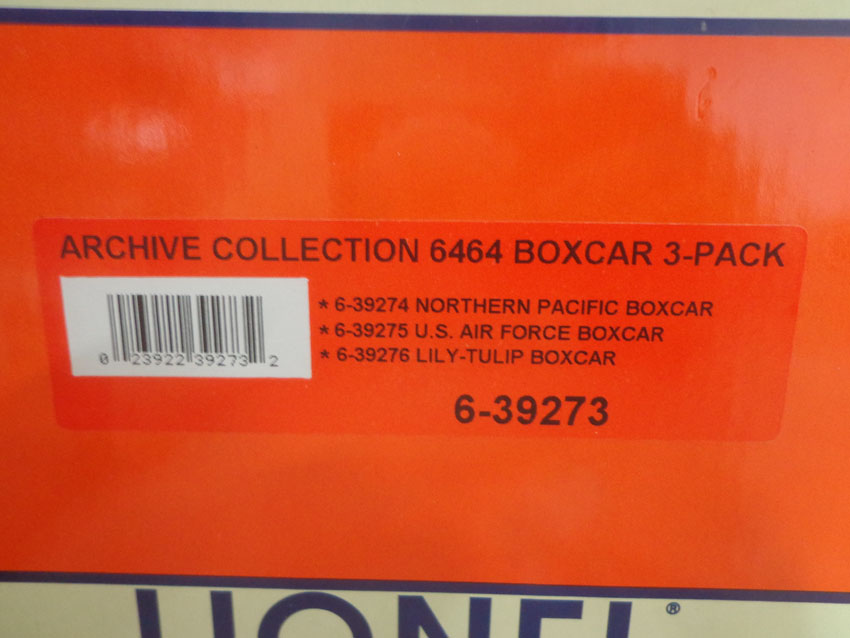 ARCHIVE COLLECTION 6464 BOXCAR 3-PACK
* 6-39274 NORTHERN PACIFIC BOXCAR
* 6-39275 U.S. AIR FORCE BOXCAR
* 6-39276 LILY-TULIP BOXCAR
0 23922 39273 2
6-39273
LIONEL®